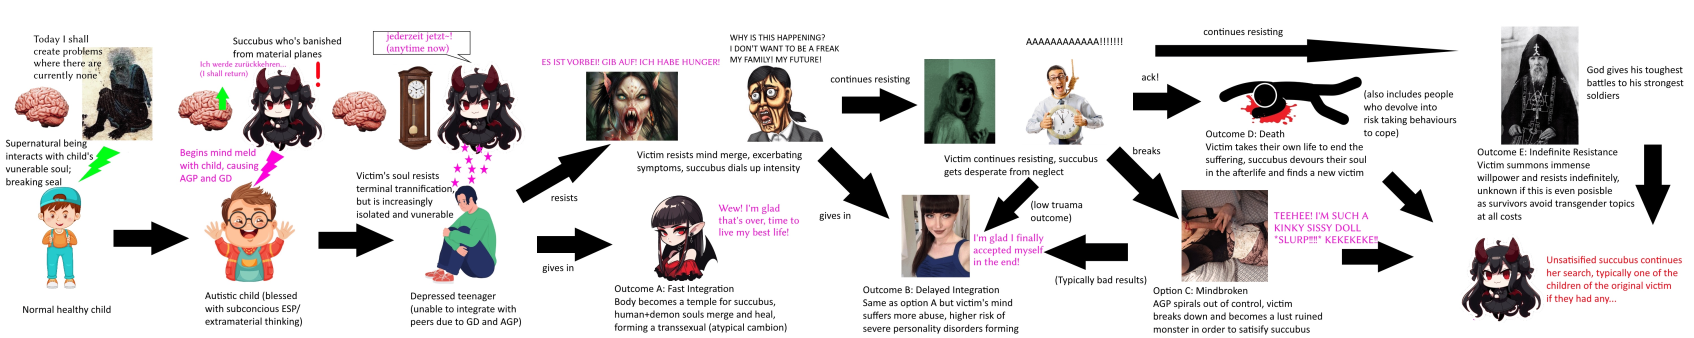 Today I shall
create problems
where there are
currently none
Supernatural being
interacts with child's
vunerable soul;
breaking seal
Normal healthy child
Succubus who's banished
from material planes
Ich werde zurückkehren...
(I shall return)
Begins mind meld
with child, causing
AGP and GD
Autistic child (blessed
with subconcious ESP/
extramaterial thinking)
jederzeit jetzt~!
(anytime now)
Victim's soul resists
terminal trannification,
but is increasingly
isolated and vunerable
Depressed teenager
(unable to integrate with
peers due to GD and AGP)
resists
gives in
ES IST VORBEI! GIB AUF! ICH HABE HUNGER!
WHY IS THIS HAPPENING?
I DON'T WANT TO BE A FREAK
MY FAMILY! MY FUTURE!
Victim resists mind merge, excerbating
symptoms, succubus dials up intensity
Wew! I'm glad
that's over, time to
live my best life!
Outcome A: Fast Integration
Body becomes a temple for succubus,
human+demon souls merge and heal,
forming a transsexual (atypical cambion)
continues resisting
gives in
AAAAAAAAAAAA!!!!!!!
Victim continues resisting, succubus
gets desperate from neglect
(low truama
outcome)
I'm glad I finally
accepted myself
in the end!
Outcome B: Delayed Integration
Same as option A but victim's mind
suffers more abuse, higher risk of
severe personality disorders forming
continues resisting
ack!
breaks
(Typically bad results)
Outcome D: Death
Victim takes their own life to end the
suffering, succubus devours their soul
in the afterlife and finds a new victim
(also includes people
who devolve into
risk taking behaviours
to cope)
TEEHEE! I'M SUCH A
KINKY SISSY DOLL
*SLURP!!!!* KEKEKEKE!!
Option C: Mindbroken
AGP spirals out of control, victim
breaks down and becomes a lust ruined
monster in order to satisify succubus
God gives his toughest
battles to his strongest
soldiers
Outcome E: Indefinite Resistance
Victim summons immense
willpower and resists indefinitely,
unknown if this is even posisble
as survivors avoid transgender topics
at all costs
Unsatisified succubus continues
her search, typically one of the
children of the original victim
if they had any...